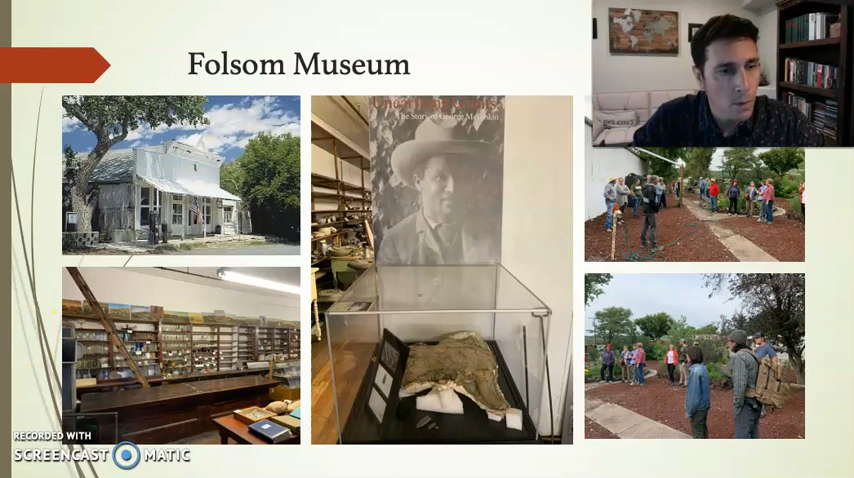 Folsom Museum
The Story of George McJunkin
RECORDED WITH
SCREENCAST MATIC